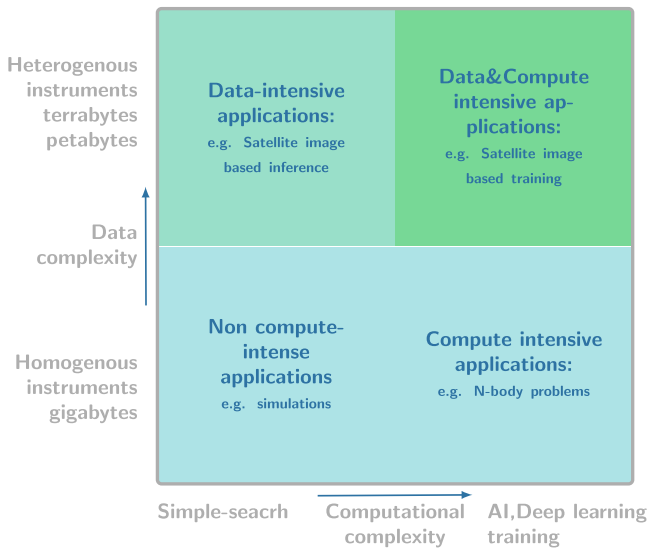 Heterogenous
instruments
terrabytes
petabytes
Data-intensive
applications:
e.g. Satellite image
based inference
Data&Compute
intensive ap-
plications:
e.g. Satellite image
based training
Data
complexity
Homogenous
instruments
gigabytes
Non compute-
intense
applications
e.g. simulations
Compute intensive
applications:
e.g. N-body problems
Simple-seacrh
Computational
complexity
AI,Deep learning
training